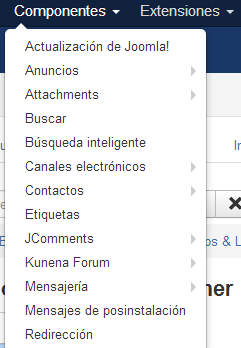 Componentes Extensiones
Actualización de Joomla!
Anuncios
Attachments
Buscar
Búsqueda inteligente
Canales electrónicos
Contactos
Etiquetas
JComments
Kunena Forum
Mensajería
Mensajes de posinstalación
Redirección